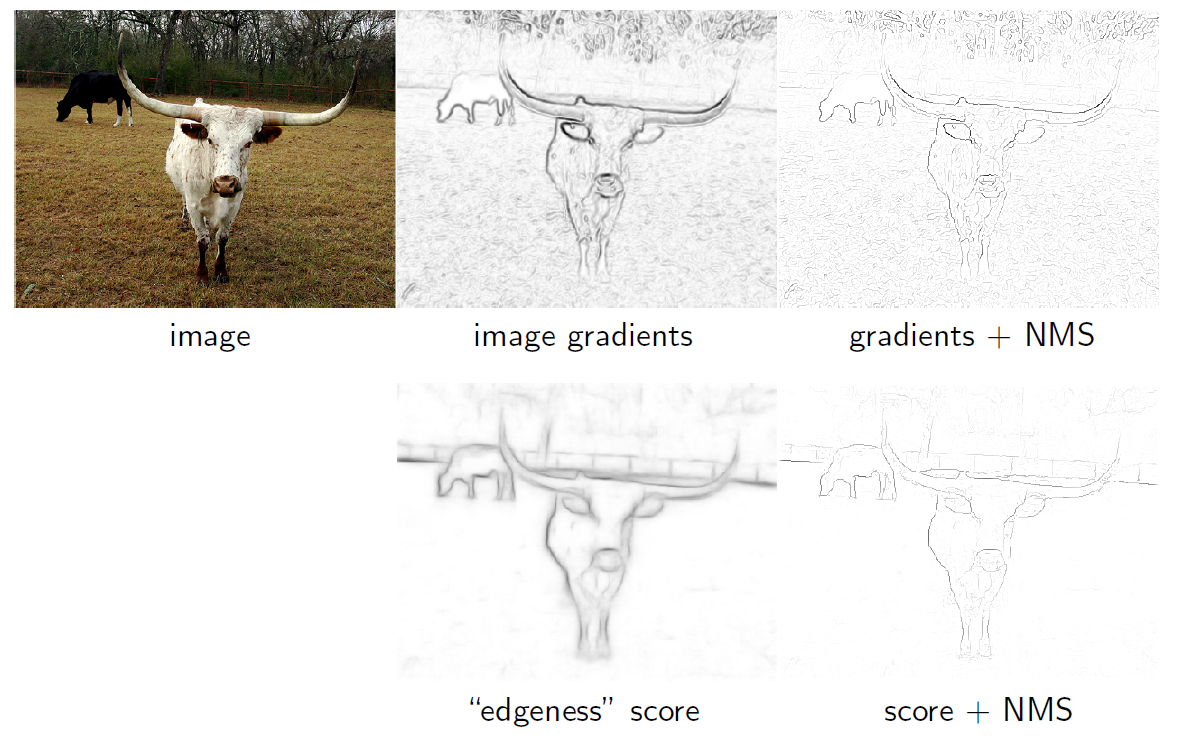 image
image gradients
gradients + NMS
“edgeness” score
score + NMS